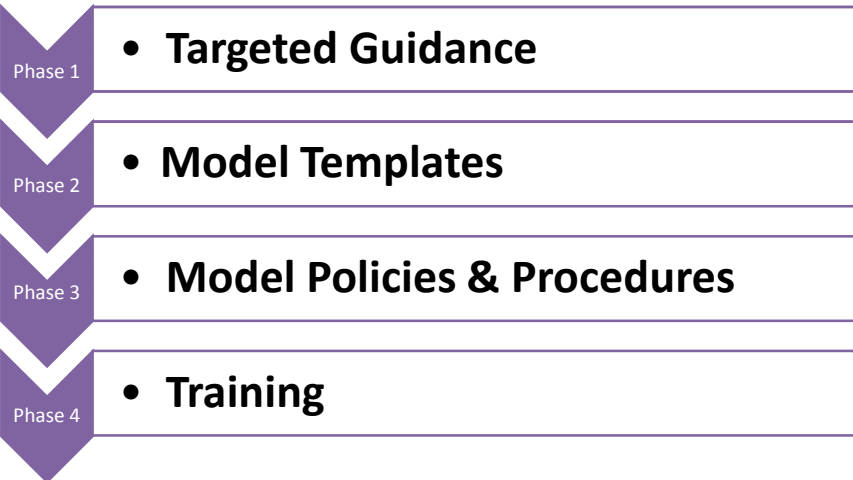 Phase 1
• Targeted Guidance
Phase 2
• Model Templates
Phase 3
• Model Policies & Procedures
Phase 4
• Training